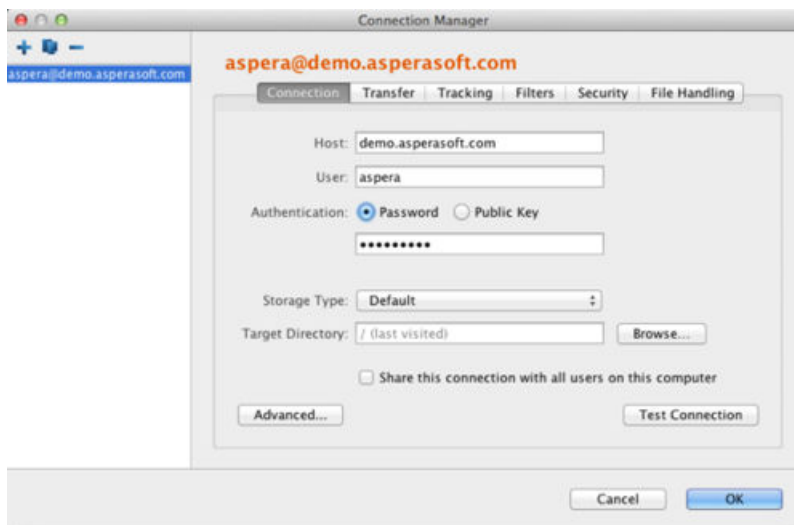 Connection Manager
aspera@demo.asperasoft.com
aspera@demo.asperasoft.com
Connection Transfer Tracking Filters Security File Handling
Host: demo.asperasoft.com
User: aspera
Authentication: Password Public Key
•••••••••
Storage Type: Default
Target Directory: / (last visited) Browse...
Share this connection with all users on this computer
Advanced... Test Connection
Cancel OK